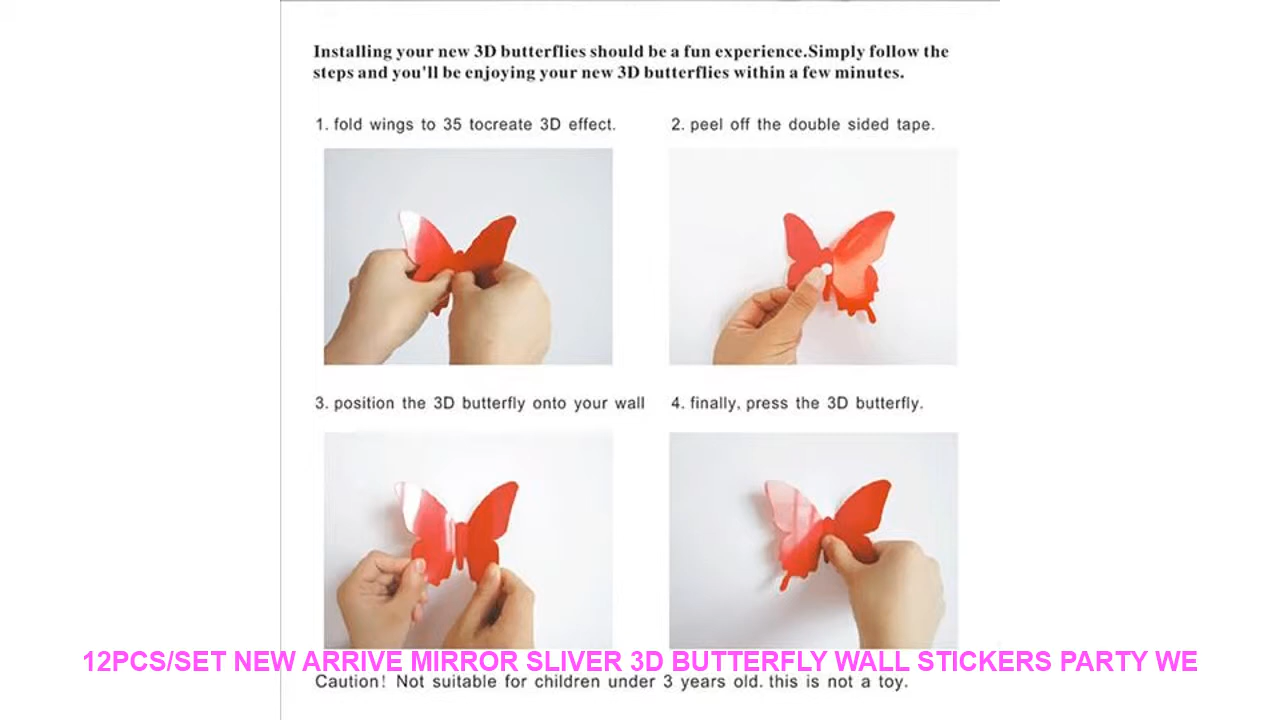 Installing your new 3D butterflies should be a fun experience.Simply follow the
steps and you'll be enjoying your new 3D butterflies within a few minutes.
1. fold wings to 35 tocreate 3D effect.
2. peel off the double sided tape.
3. position the 3D butterfly onto your wall
4. finally, press the 3D butterfly.
12PCS/SET NEW ARRIVE MIRROR SLIVER 3D BUTTERFLY WALL STICKERS PARTY WE
Caution! Not suitable for children under 3 years old. this is not a toy.